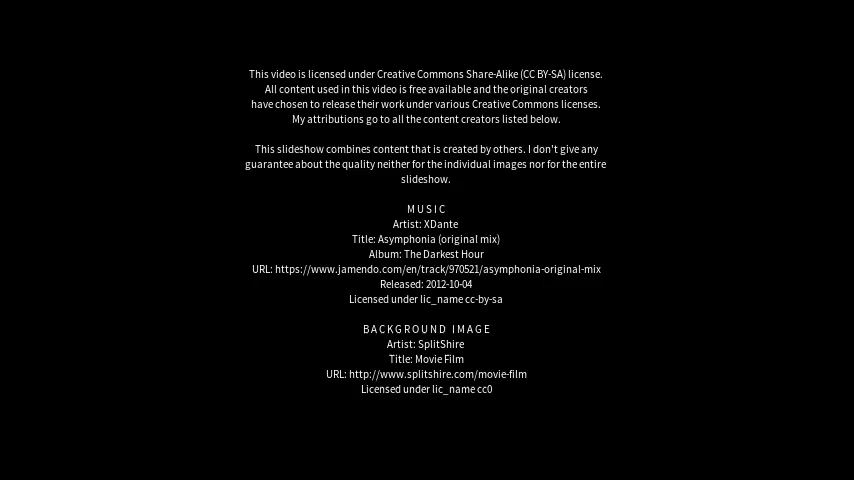 This video is licensed under Creative Commons Share-Alike (CC BY-SA) license.
All content used in this video is free available and the original creators
have chosen to release their work under various Creative Commons licenses.
My attributions go to all the content creators listed below.
This slideshow combines content that is created by others. I don't give any
guarantee about the quality neither for the individual images nor for the entire
slideshow.
MUSIC
Artist: XDante
Title: Asymphonia (original mix)
Album: The Darkest Hour
URL: https://www.jamendo.com/en/track/970521/asymphonia-original-mix
Released: 2012-10-04
Licensed under lic_name cc-by-sa
BACKGROUND IMAGE
Artist: SplitShire
Title: Movie Film
URL: http://www.splitshire.com/movie-film
Licensed under lic_name cc0